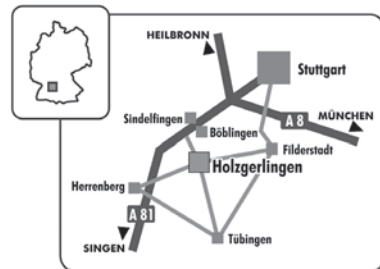 HEILBRONN
Stuttgart
Sindelfingen
MÜNCHEN
A 8
Böblingen
Filderstadt
Holzgerlingen
Herrenberg
A 81
Tübingen
SINGEN